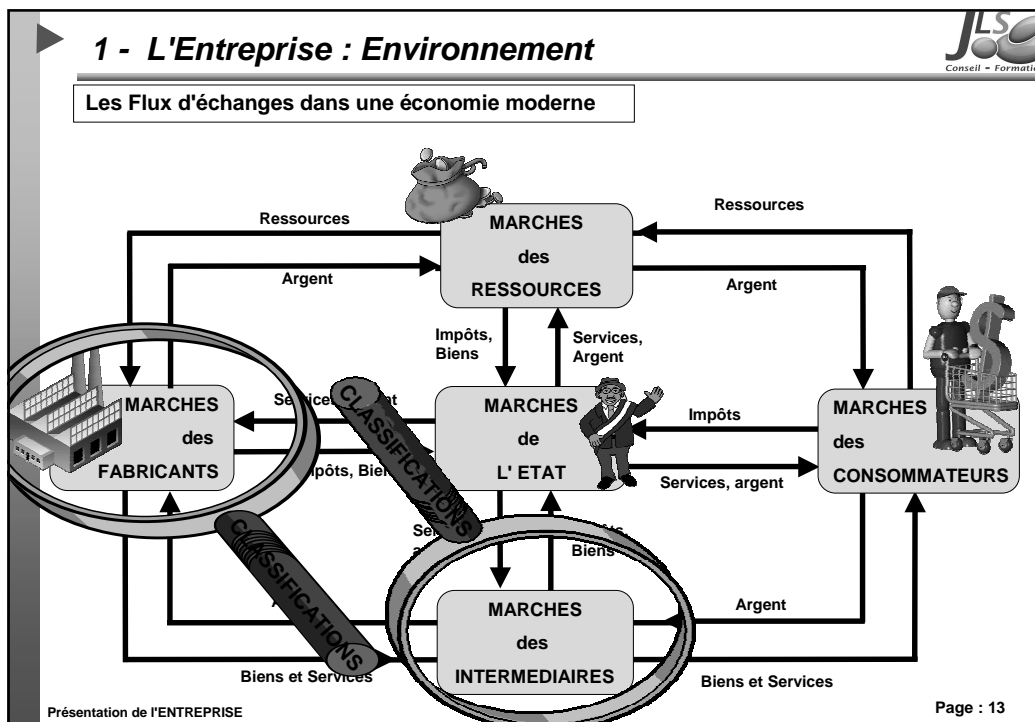 1 - L'Entreprise : Environnement
JLS
Conseil - Formation
Les Flux d'échanges dans une économie moderne
Ressources
Ressources
MARCHES
des
RESSOURCES
Argent
Argent
Impôts,
Biens
Services,
Argent
MARCHES
des
FABRICANTS
MARCHES
de
L' ETAT
MARCHES
des
CONSOMMATEURS
Impôts
Services, argent
CLASSIFICATIONS
CLASSIFICATIONS
Biens
MARCHES
des
INTERMEDIAIRES
Argent
Biens et Services
Biens et Services
Présentation de l'ENTREPRISE
Page : 13